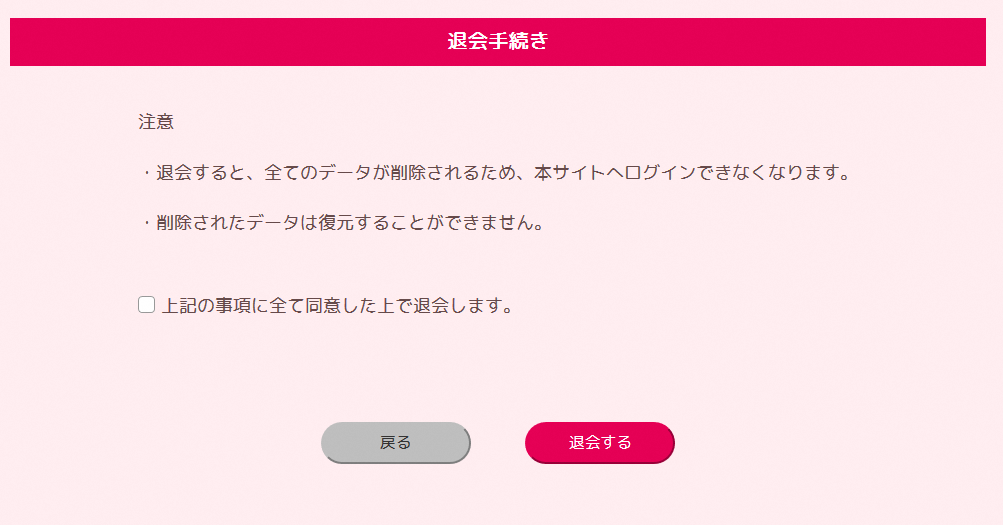 退会手続き
注意
・退会すると、全てのデータが削除されるため、本サイトへログインできなくなります。
・削除されたデータは復元することができません。
上記の事項に全て同意した上で退会します。
戻る
退会する